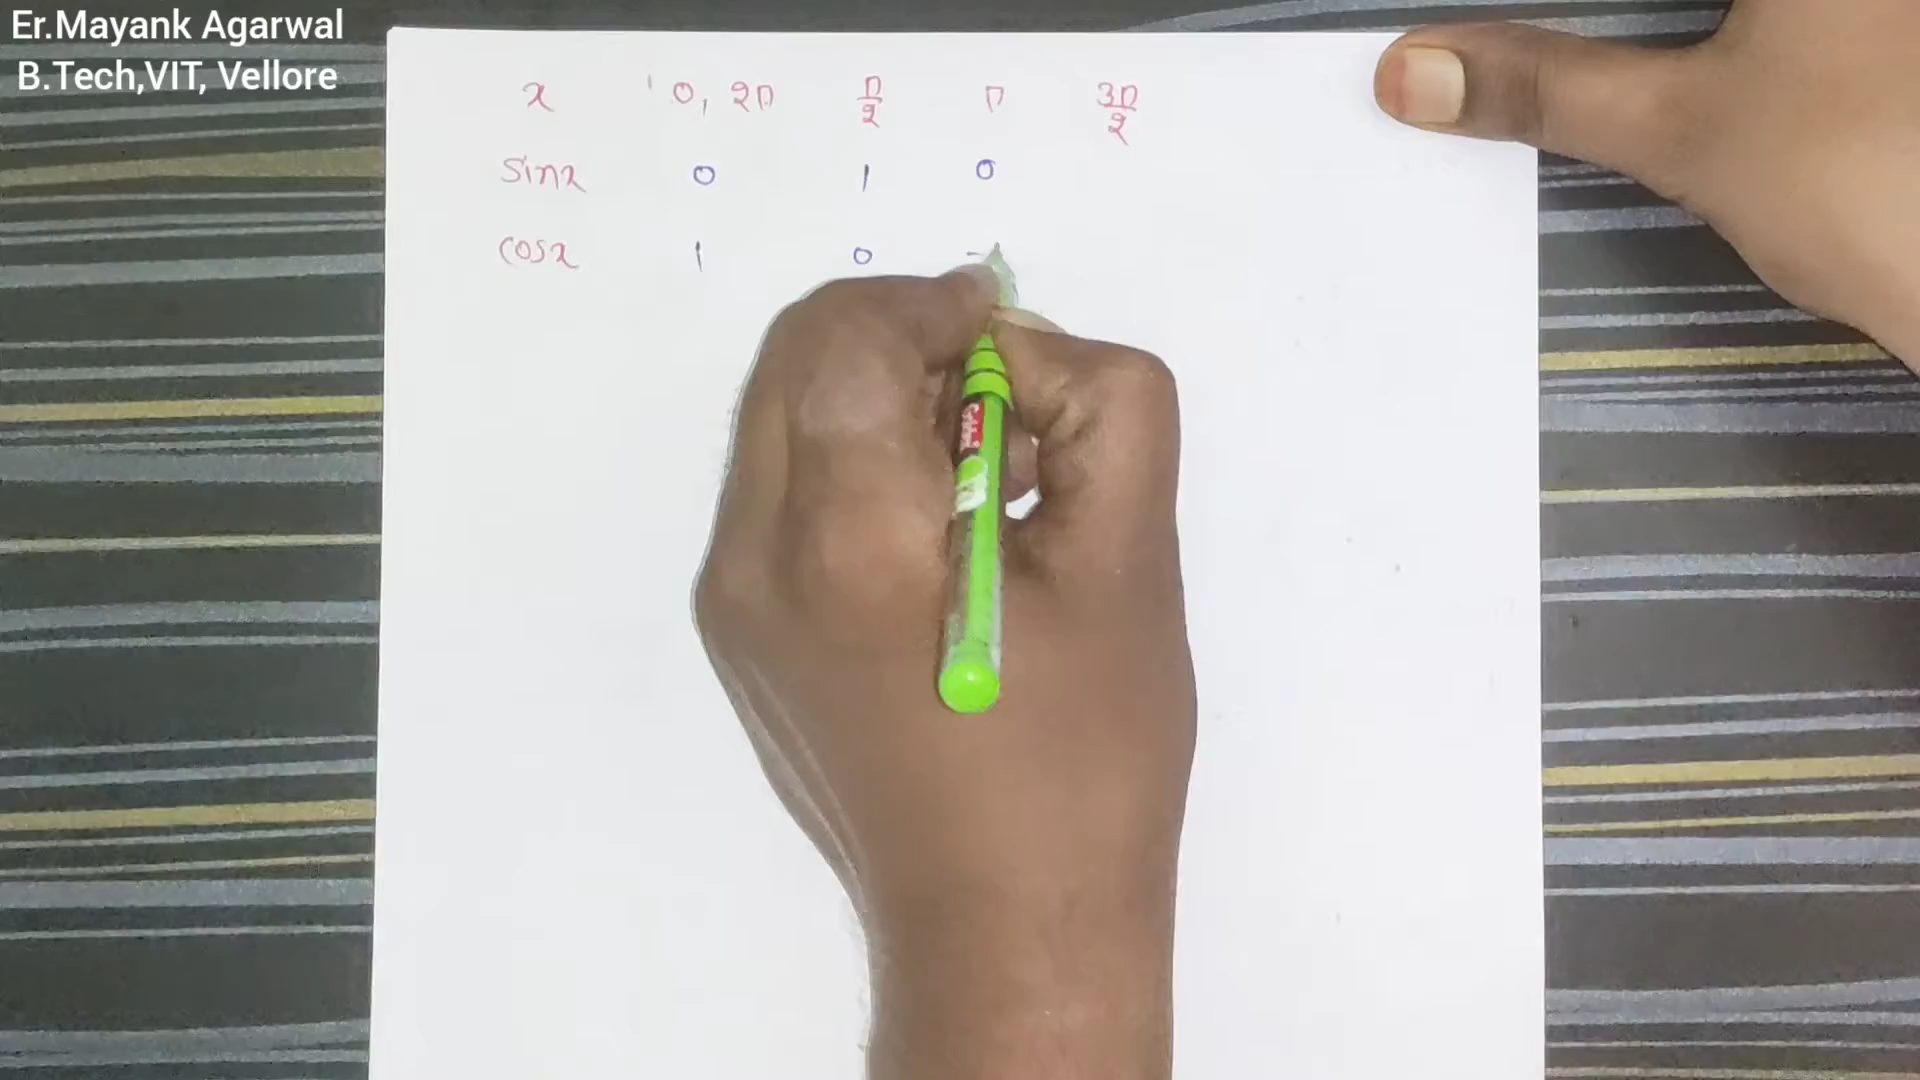 Er.Mayank Agarwal
B.Tech,VIT, Vellore
x 0, 2π π/2 π 3π/2
sinx 0 1 0
cosx 1 0 -